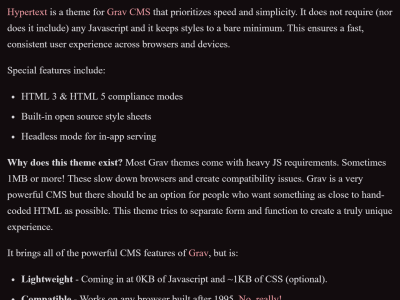 Hypertext is a theme for Grav CMS that prioritizes speed and simplicity. It does not require (nor
does it include) any Javascript and it keeps styles to a bare minimum. This ensures a fast,
consistent user experience across browsers and devices.
Special features include:
• HTML 3 & HTML 5 compliance modes
• Built-in open source style sheets
• Headless mode for in-app serving
Why does this theme exist? Most Grav themes come with heavy JS requirements. Sometimes
1MB or more! These slow down browsers and create compatibility issues. Grav is a very
powerful CMS but there should be an option for people who want something as close to hand-
coded HTML as possible. This theme tries to separate form and function to create a truly unique
experience.
It brings all of the powerful CMS features of Grav, but is:
• Lightweight - Coming in at 0KB of Javascript and ~1KB of CSS (optional).
• Compatible - Works on any browser built after 1995. No, really!